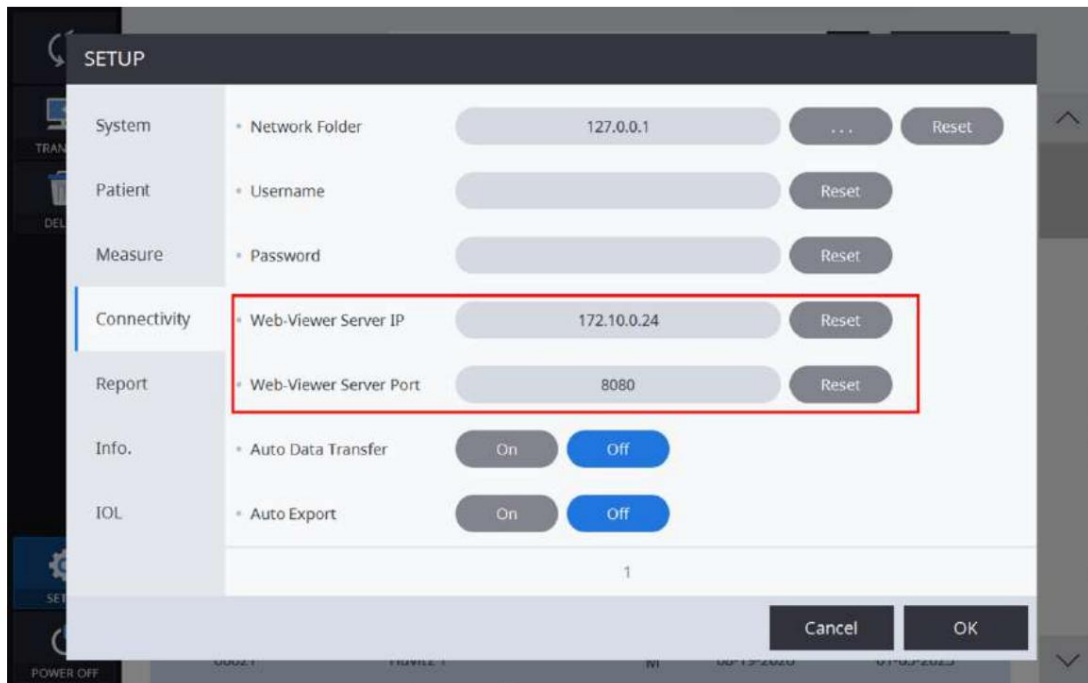 SETUP
System
Network Folder
127.0.0.1
...
Reset
Patient
Username
Reset
Measure
Password
Reset
Connectivity
Web-Viewer Server IP
172.10.0.24
Reset
Report
Web-Viewer Server Port
8080
Reset
Info.
Auto Data Transfer
On
Off
IOL
Auto Export
On
Off
1
Cancel
OK
POWER OFF